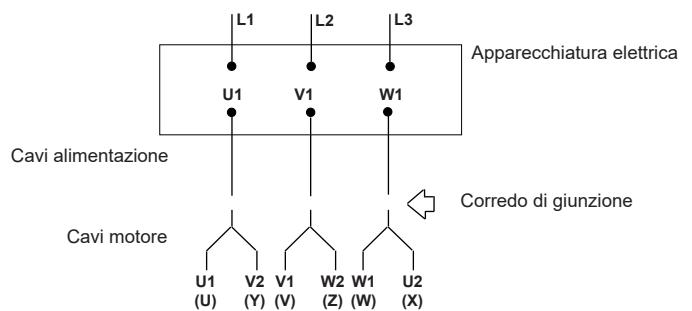 L1 L2 L3
Apparecchiatura elettrica
U1 V1 W1
Cavi alimentazione
Corredo di giunzione
Cavi motore
U1 V2 V1 W2 W1 U2
(U) (Y) (V) (Z) (W) (X)